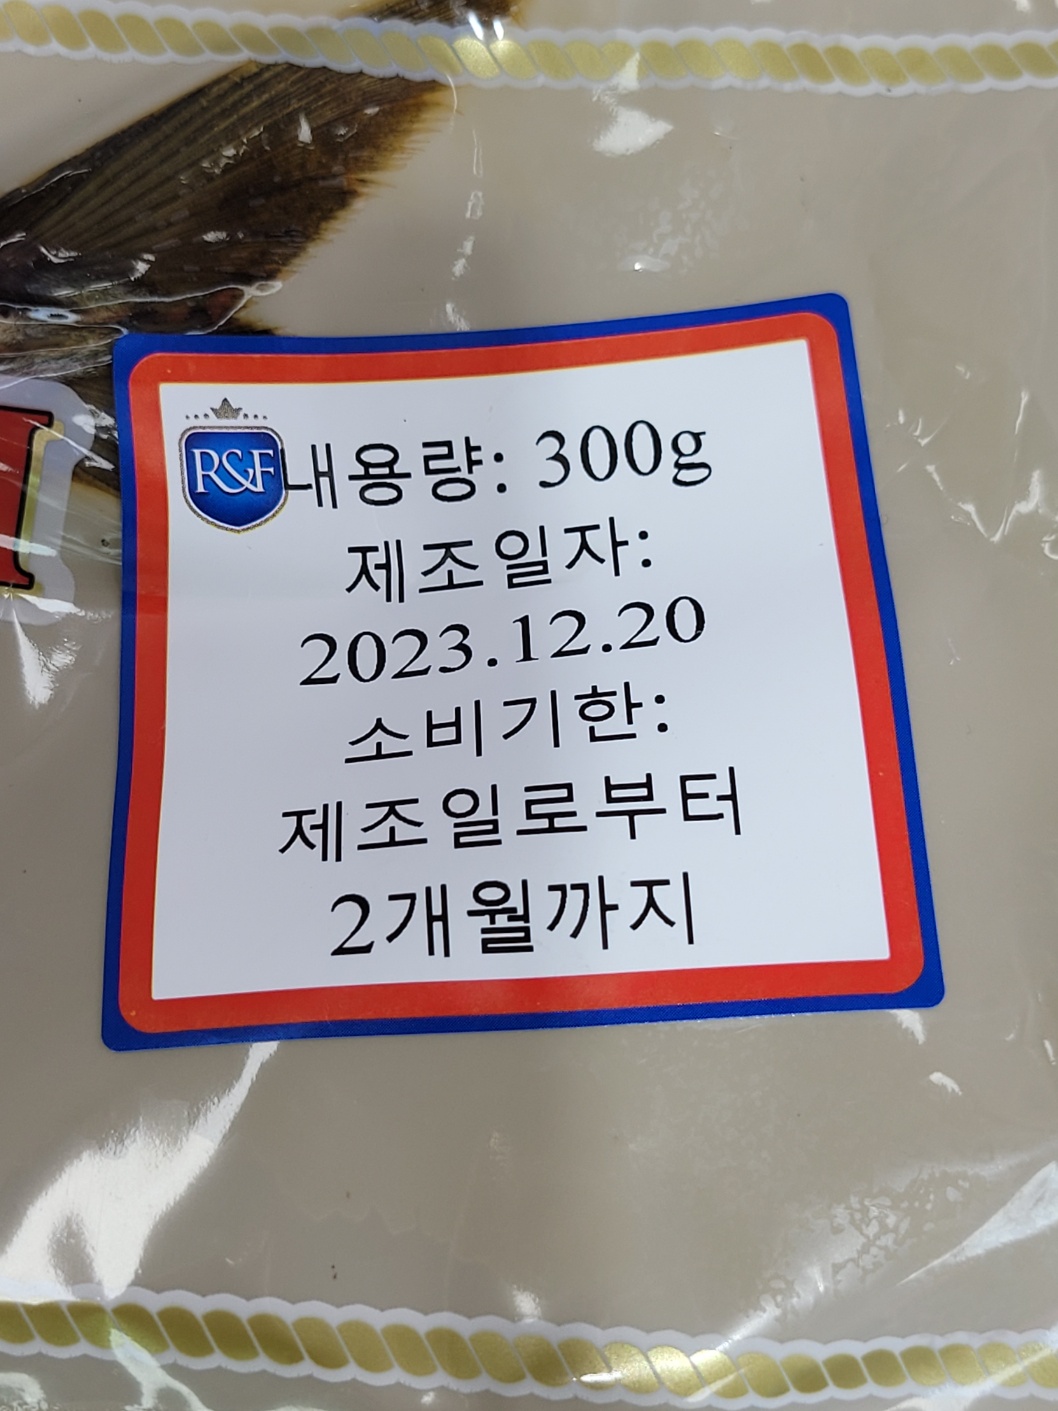 R&F
내용량: 300g
제조일자:
2023.12.20
소비기한:
제조일로부터
2개월까지